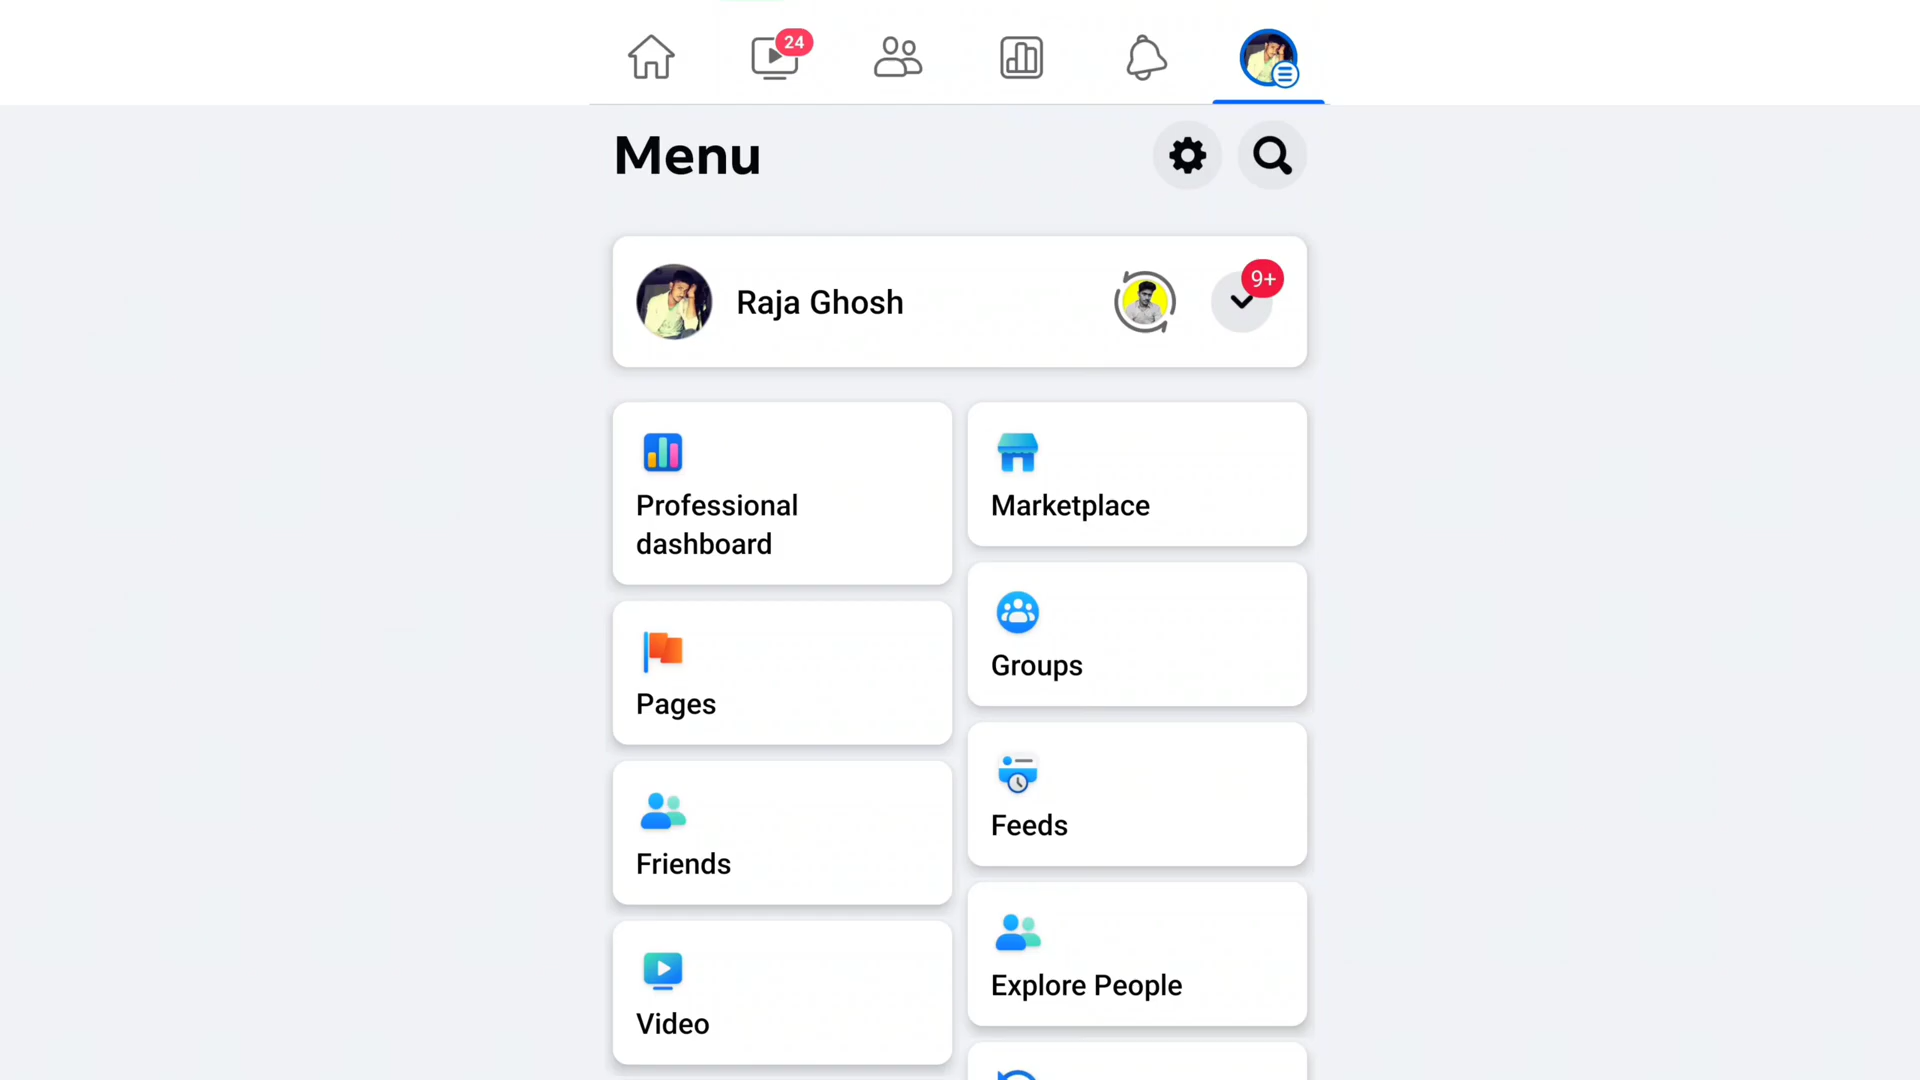 24
Menu
Raja Ghosh
9+
Professional
dashboard
Marketplace
Pages
Groups
Friends
Feeds
Video
Explore People